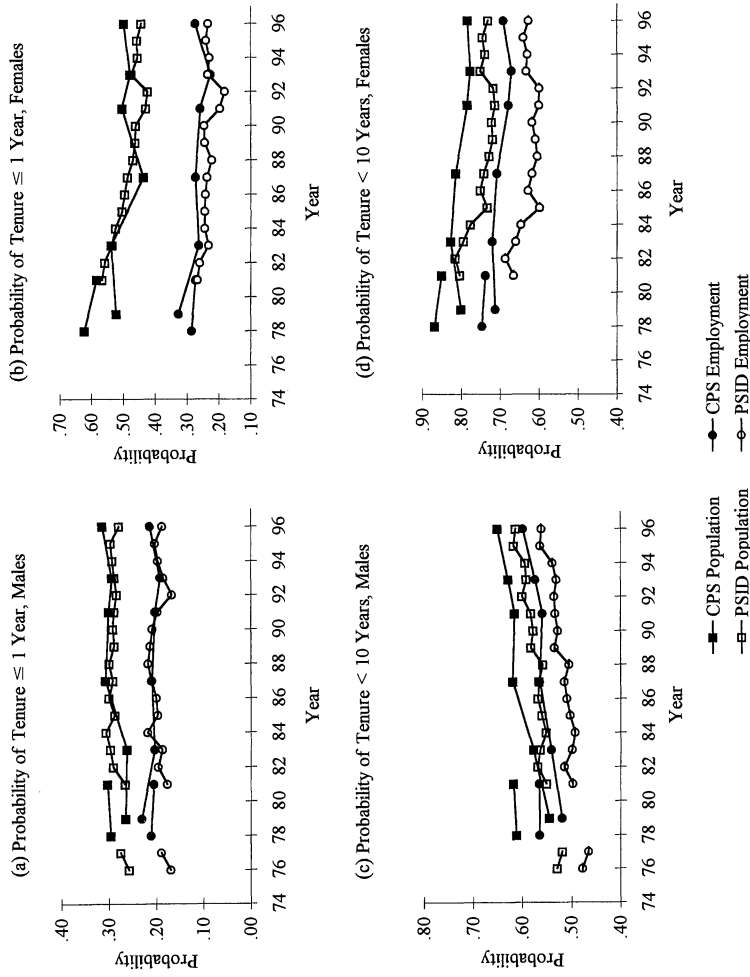 (a) Probability of Tenure ≤ 1 Year, Males
Probability
.40
.30
.20
.10
.00
74 76 78 80 82 84 86 88 90 92 94 96
Year
(b) Probability of Tenure ≤ 1 Year, Females
Probability
.70
.60
.50
.40
.30
.20
.10
74 76 78 80 82 84 86 88 90 92 94 96
Year
(c) Probability of Tenure < 10 Years, Males
Probability
.80
.70
.60
.50
.40
74 76 78 80 82 84 86 88 90 92 94 96
Year
(d) Probability of Tenure < 10 Years, Females
Probability
.90
.80
.70
.60
.50
.40
74 76 78 80 82 84 86 88 90 92 94 96
Year
CPS Population
CPS Employment
PSID Population
PSID Employment